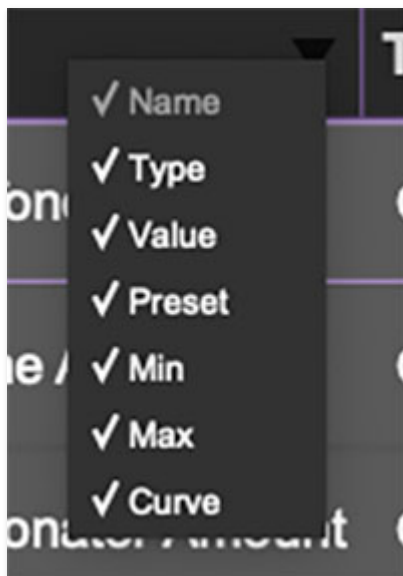 ✓ Name
✓ Type
✓ Value
✓ Preset
✓ Min
✓ Max
✓ Curve